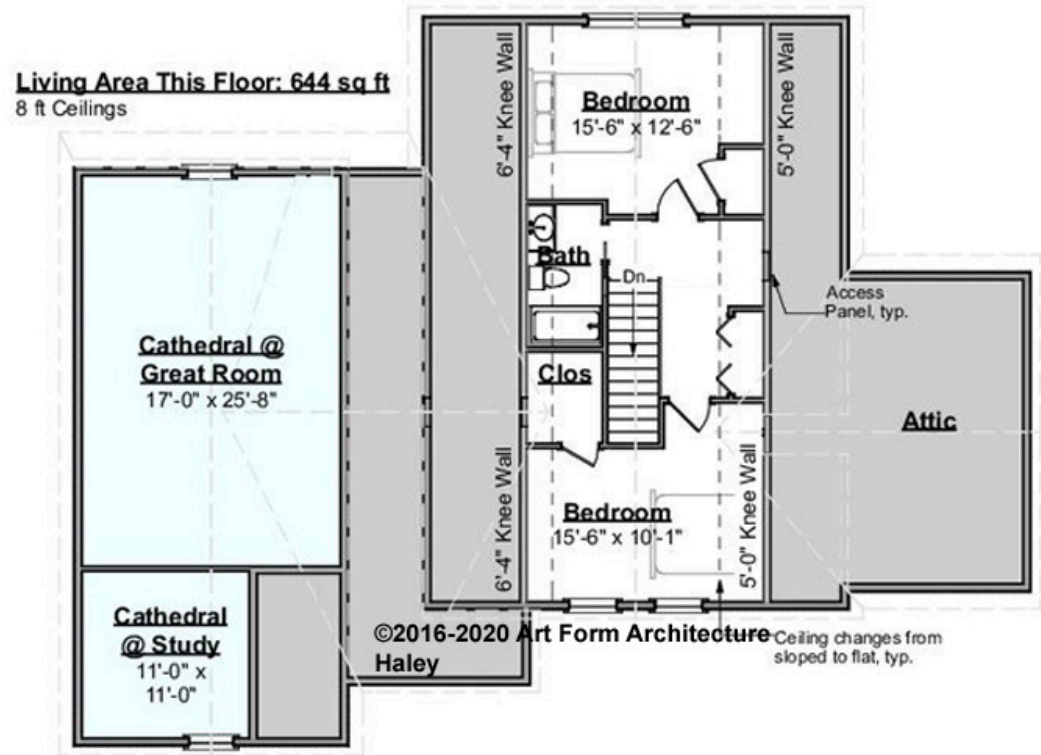 Living Area This Floor: 644 sq ft
8 ft Ceilings
6'-4" Knee Wall
Bedroom
15'-6" x 12'-6"
5'-0" Knee Wall
Bath
Dn
Access
Panel, typ.
Cathedral @
Great Room
17'-0" x 25'-8"
Clos
Attic
6'-4" Knee Wall
Bedroom
15'-6" x 10'-1"
5'-0" Knee Wall
Cathedral
@ Study
11'-0" x
11'-0"
©2016-2020 Art Form Architecture
Haley
Ceiling changes from
sloped to flat, typ.